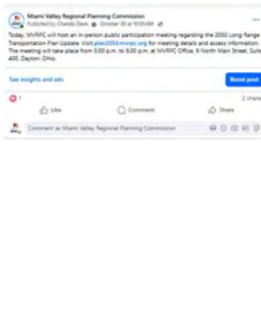 Miami Valley Regional Planning Commission
Published by Chanda Davis · October 30 at 10:00 AM ·
Today, MVRPC will host an in-person public participation meeting regarding the 2050 Long Range
Transportation Plan Update. Visit plan2050.mvrpc.org for meeting details and access information.
The meeting will take place from 5:00 p.m. to 6:00 p.m. at MVRPC Office, 6 North Main Street, Suite
400, Dayton, Ohio.
See insights and ads
Boost post
1
2 share
Like
Comment
Share
Comment as Miami Valley Regional Planning Commission